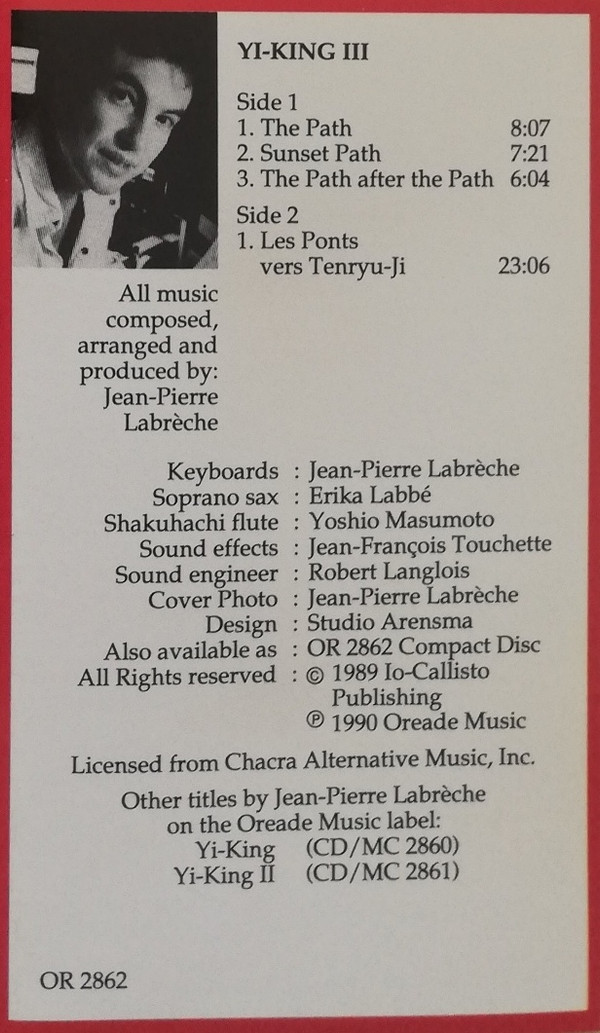 YI-KING III
Side 1
1. The Path 8:07
2. Sunset Path 7:21
3. The Path after the Path 6:04
Side 2
1. Les Ponts
vers Tenryu-Ji 23:06
All music
composed,
arranged and
produced by:
Jean-Pierre
Labrèche
Keyboards : Jean-Pierre Labrèche
Soprano sax : Erika Labbé
Shakuhachi flute : Yoshio Masumoto
Sound effects : Jean-François Touchette
Sound engineer : Robert Langlois
Cover Photo : Jean-Pierre Labrèche
Design : Studio Arensma
Also available as : OR 2862 Compact Disc
All Rights reserved : © 1989 Io-Callisto
Publishing
℗ 1990 Oreade Music
Licensed from Chacra Alternative Music, Inc.
Other titles by Jean-Pierre Labrèche
on the Oreade Music label:
Yi-King (CD/MC 2860)
Yi-King II (CD/MC 2861)
OR 2862